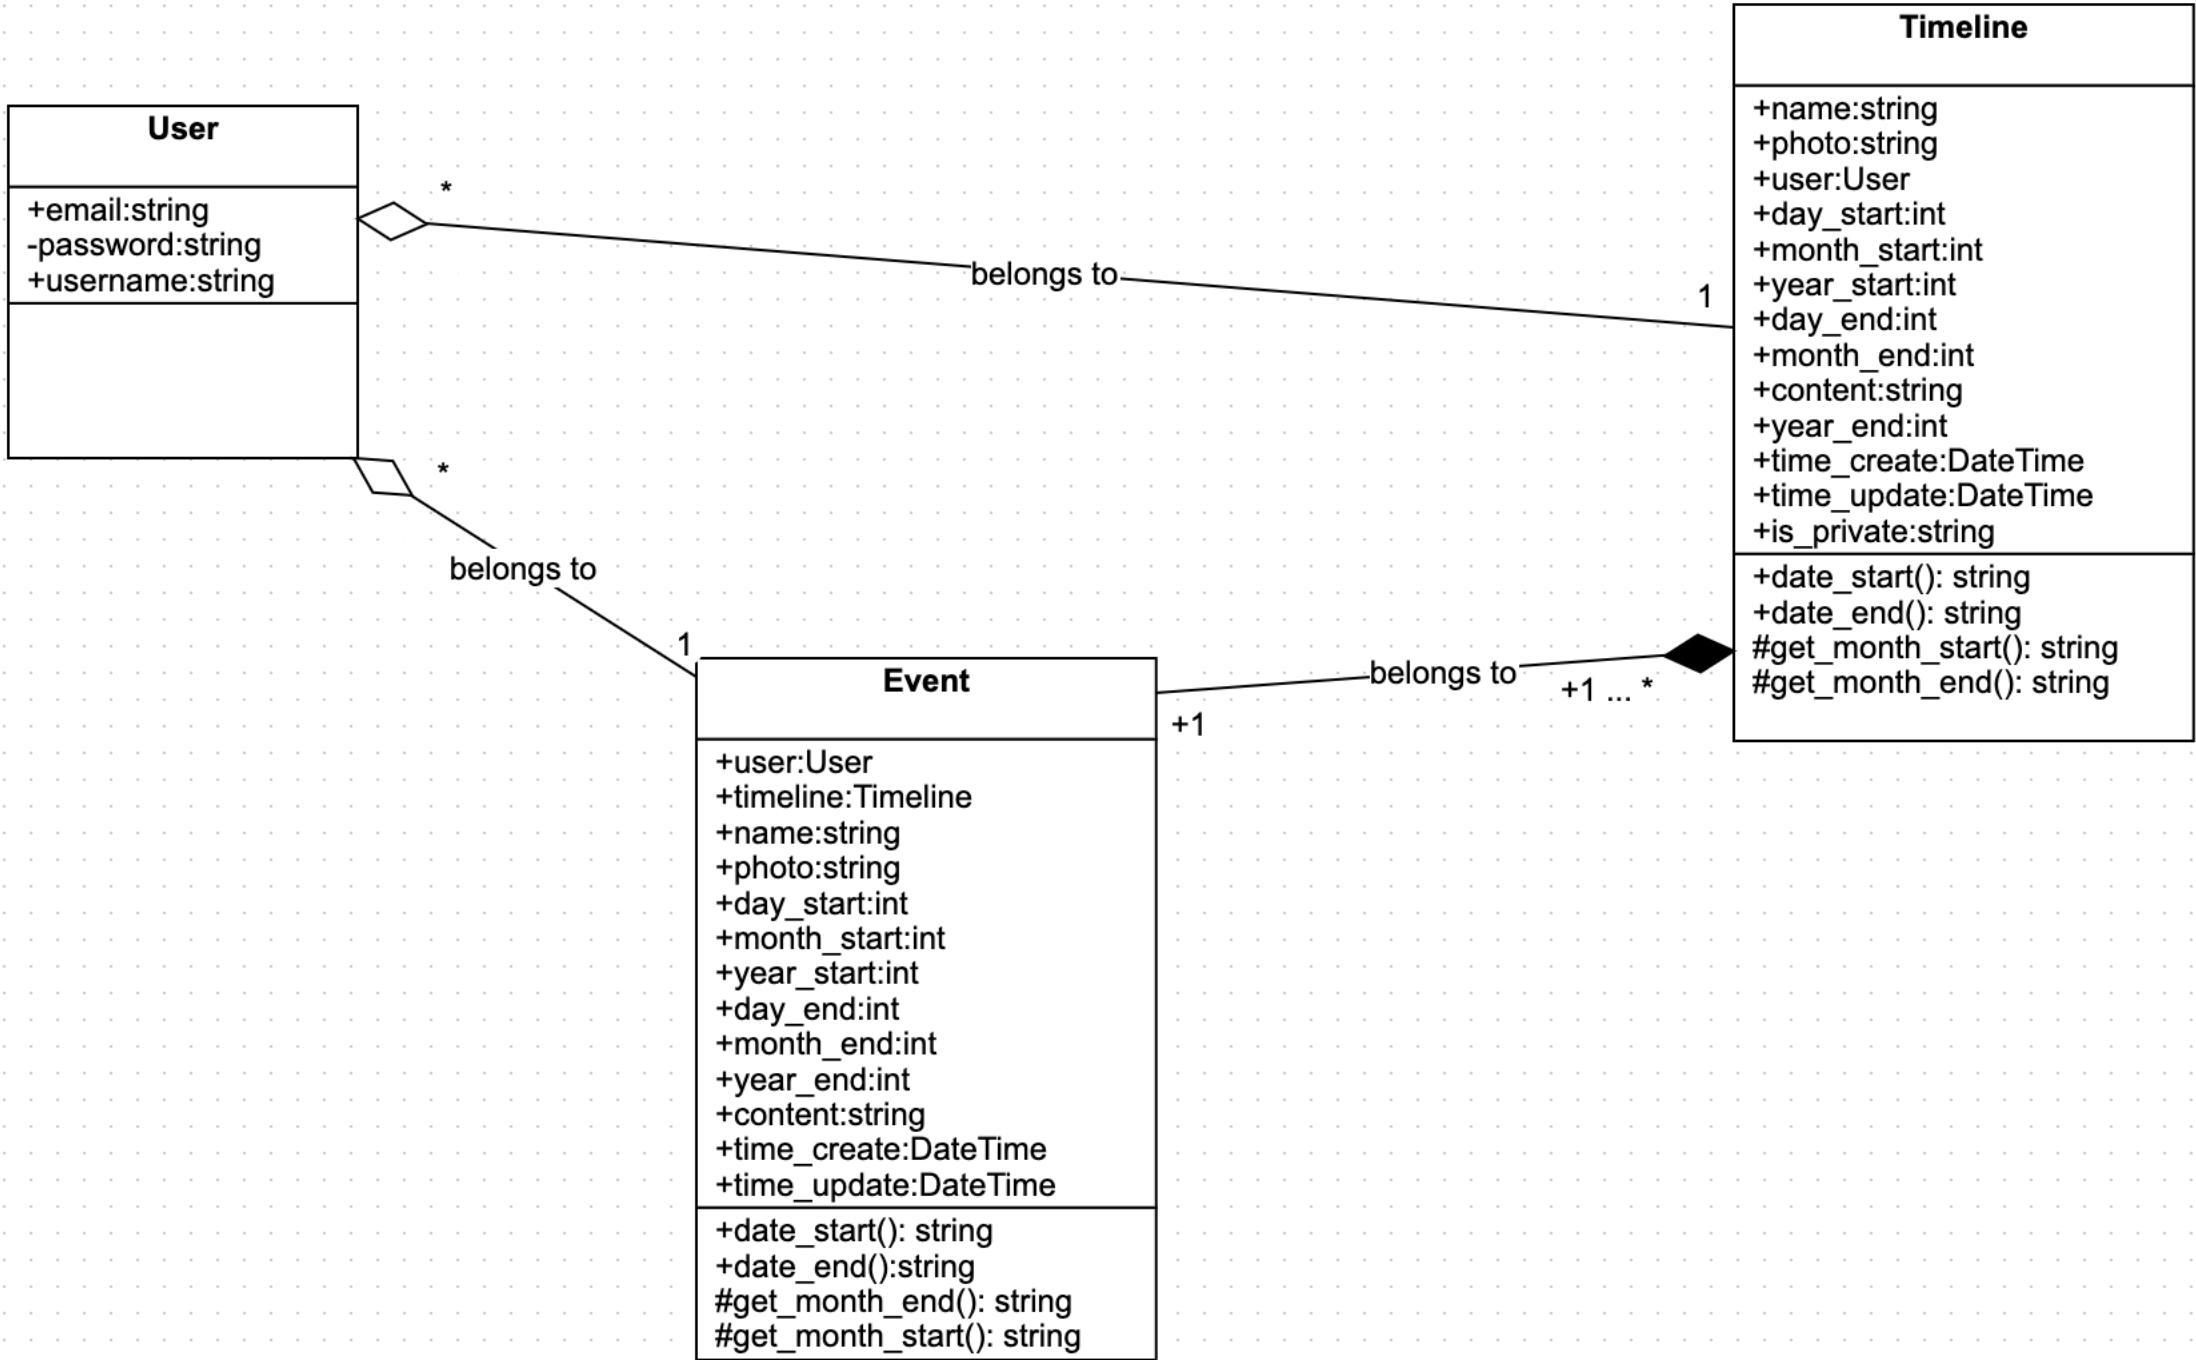 User
+email:string
-password:string
+username:string
*
belongs to
1
Timeline
+name:string
+photo:string
+user:User
+day_start:int
+month_start:int
+year_start:int
+day_end:int
+month_end:int
+content:string
+year_end:int
+time_create:DateTime
+time_update:DateTime
+is_private:string
+date_start(): string
+date_end(): string
#get_month_start(): string
#get_month_end(): string
*
belongs to
1
+1
belongs to
+1 ... *
Event
+user:User
+timeline:Timeline
+name:string
+photo:string
+day_start:int
+month_start:int
+year_start:int
+day_end:int
+month_end:int
+year_end:int
+content:string
+time_create:DateTime
+time_update:DateTime
+date_start(): string
+date_end():string
#get_month_end(): string
#get_month_start(): string